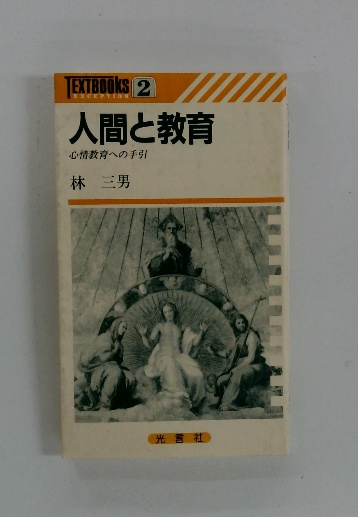 TEXTBOOKS 2
EXCEPTION
人間と教育
心情教育への手引
林 三男
光言社